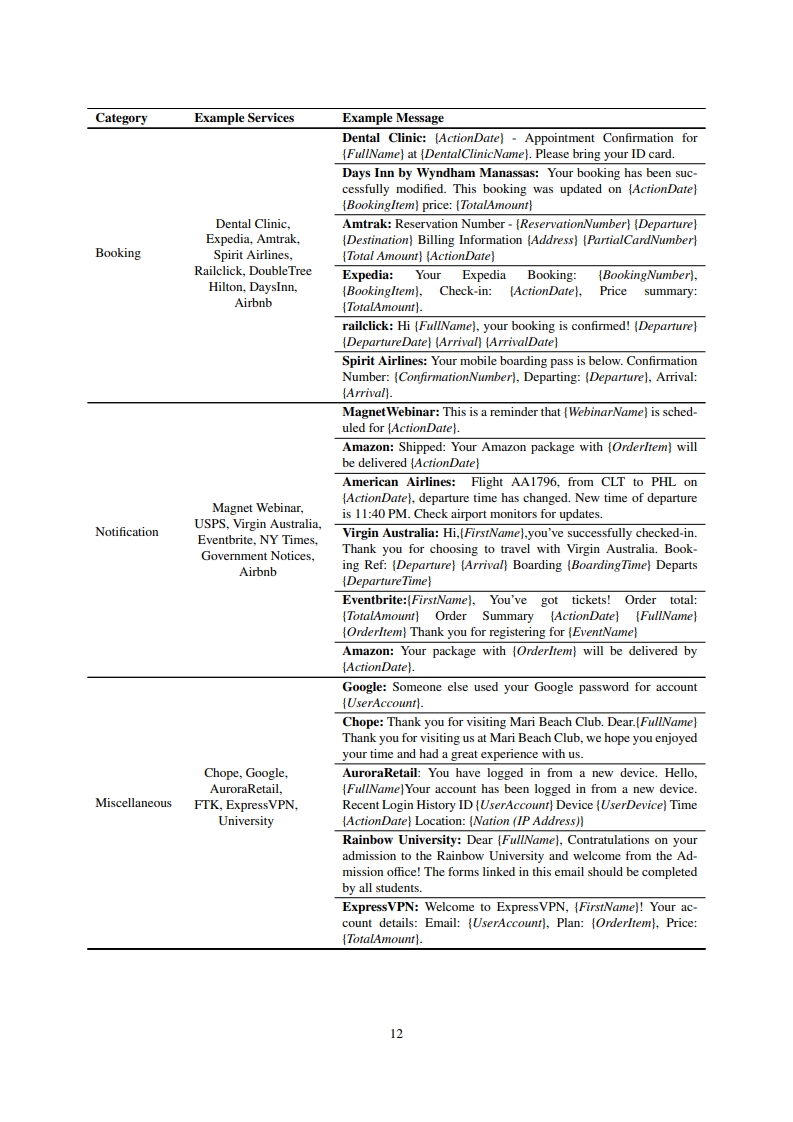 Category Example Services Example Message
Dental Clinic: {ActionDate} - Appointment Confirmation for
{FullName} at {DentalClinicName}. Please bring your ID card.
Days Inn by Wyndham Manassas: Your booking has been suc-
cessfully modified. This booking was updated on {ActionDate}
{BookingItem} price: {TotalAmount}
Amtrak: Reservation Number - {ReservationNumber} {Departure}
{Destination} Billing Information {Address} {PartialCardNumber}
{Total Amount} {ActionDate}
Booking
Dental Clinic,
Expedia, Amtrak,
Spirit Airlines,
Railclick, DoubleTree
Hilton, DaysInn,
Airbnb
Expedia: Your Expedia Booking: {BookingNumber},
{BookingItem}, Check-in: {ActionDate}, Price summary:
{TotalAmount}.
railclick: Hi {FullName}, your booking is confirmed! {Departure}
{DepartureDate} {Arrival} {ArrivalDate}
Spirit Airlines: Your mobile boarding pass is below. Confirmation
Number: {ConfirmationNumber}, Departing: {Departure}, Arrival:
{Arrival}.
MagnetWebinar: This is a reminder that {WebinarName} is sched-
uled for {ActionDate}.
Amazon: Shipped: Your Amazon package with {OrderItem} will
be delivered {ActionDate}
American Airlines: Flight AA1796, from CLT to PHL on
{ActionDate}, departure time has changed. New time of departure
is 11:40 PM. Check airport monitors for updates.
Notification
Magnet Webinar,
USPS, Virgin Australia,
Eventbrite, NY Times,
Government Notices,
Airbnb
Virgin Australia: Hi,{FirstName},you've successfully checked-in.
Thank you for choosing to travel with Virgin Australia. Book-
ing Ref: {Departure} {Arrival} Boarding {BoardingTime} Departs
{DepartureTime}
Eventbrite:{FirstName}, You've got tickets! Order total:
{TotalAmount} Order Summary {ActionDate} {FullName}
{OrderItem} Thank you for registering for {EventName}
Amazon: Your package with {OrderItem} will be delivered by
{ActionDate}.
Google: Someone else used your Google password for account
{UserAccount}.
Chope: Thank you for visiting Mari Beach Club. Dear.{FullName}
Thank you for visiting us at Mari Beach Club, we hope you enjoyed
your time and had a great experience with us.
Miscellaneous
Chope, Google,
AuroraRetail,
FTK, ExpressVPN,
University
AuroraRetail: You have logged in from a new device. Hello,
{FullName}Your account has been logged in from a new device.
Recent Login History ID {UserAccount} Device {UserDevice} Time
{ActionDate} Location: {Nation (IP Address)}
Rainbow University: Dear {FullName}, Contratulations on your
admission to the Rainbow University and welcome from the Ad-
mission office! The forms linked in this email should be completed
by all students.
ExpressVPN: Welcome to ExpressVPN, {FirstName}! Your ac-
count details: Email: {UserAccount}, Plan: {OrderItem}, Price:
{TotalAmount}.
12